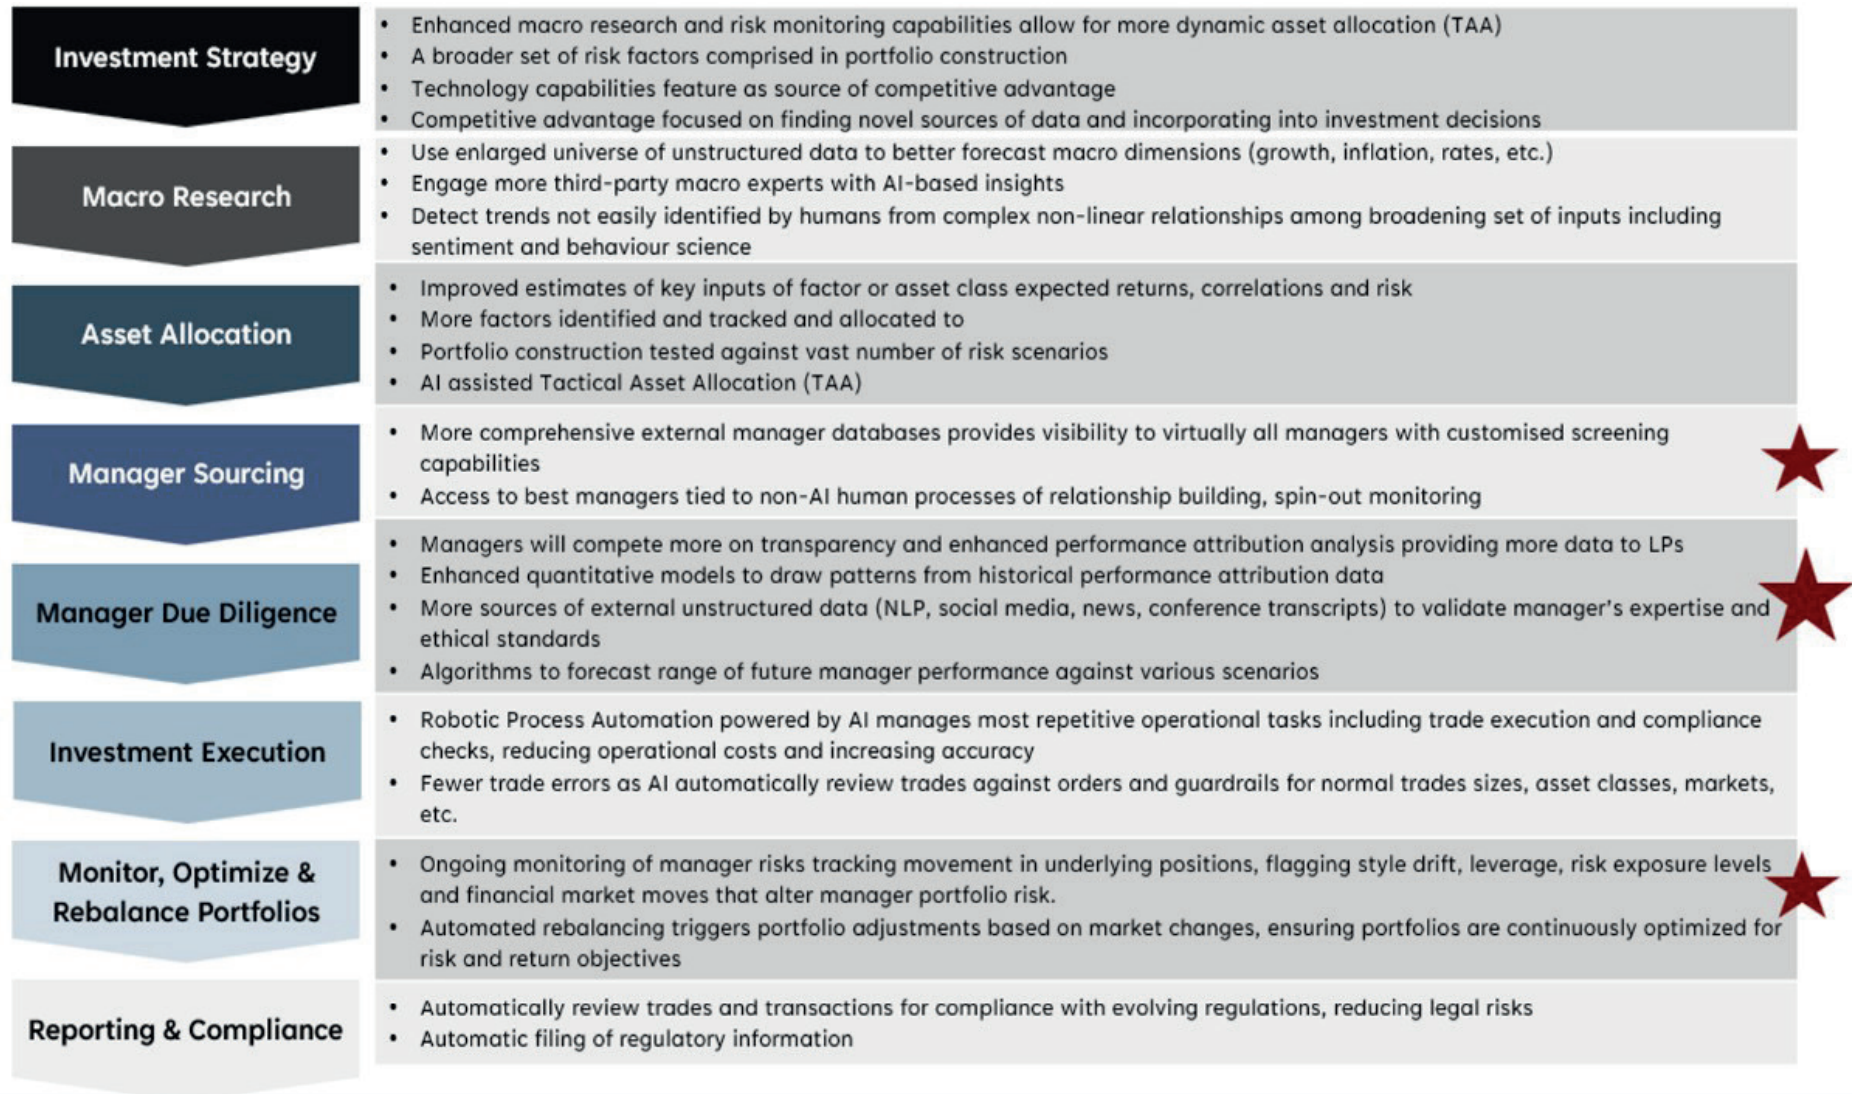 Investment Strategy
• Enhanced macro research and risk monitoring capabilities allow for more dynamic asset allocation (TAA)
• A broader set of risk factors comprised in portfolio construction
• Technology capabilities feature as source of competitive advantage
• Competitive advantage focused on finding novel sources of data and incorporating into investment decisions
Macro Research
• Use enlarged universe of unstructured data to better forecast macro dimensions (growth, inflation, rates, etc.)
• Engage more third-party macro experts with AI-based insights
• Detect trends not easily identified by humans from complex non-linear relationships among broadening set of inputs including
sentiment and behaviour science
Asset Allocation
• Improved estimates of key inputs of factor or asset class expected returns, correlations and risk
• More factors identified and tracked and allocated to
• Portfolio construction tested against vast number of risk scenarios
• AI assisted Tactical Asset Allocation (TAA)
Manager Sourcing
• More comprehensive external manager databases provides visibility to virtually all managers with customised screening
capabilities
• Access to best managers tied to non-AI human processes of relationship building, spin-out monitoring
Manager Due Diligence
• Managers will compete more on transparency and enhanced performance attribution analysis providing more data to LPs
• Enhanced quantitative models to draw patterns from historical performance attribution data
• More sources of external unstructured data (NLP, social media, news, conference transcripts) to validate manager's expertise and
ethical standards
• Algorithms to forecast range of future manager performance against various scenarios
Investment Execution
• Robotic Process Automation powered by AI manages most repetitive operational tasks including trade execution and compliance
checks, reducing operational costs and increasing accuracy
• Fewer trade errors as AI automatically review trades against orders and guardrails for normal trades sizes, asset classes, markets,
etc.
Monitor, Optimize &
Rebalance Portfolios
• Ongoing monitoring of manager risks tracking movement in underlying positions, flagging style drift, leverage, risk exposure levels
and financial market moves that alter manager portfolio risk.
• Automated rebalancing triggers portfolio adjustments based on market changes, ensuring portfolios are continuously optimized for
risk and return objectives
Reporting & Compliance
• Automatically review trades and transactions for compliance with evolving regulations, reducing legal risks
• Automatic filing of regulatory information